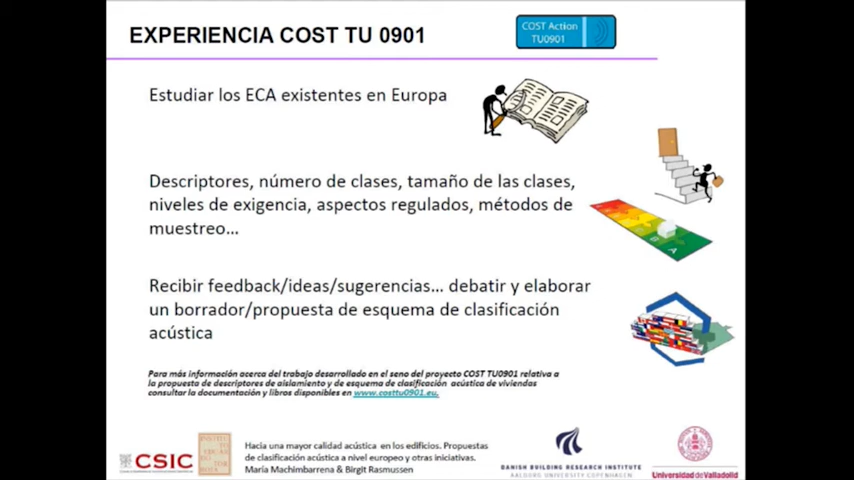 EXPERIENCIA COST TU 0901
COST Action
TU0901
Estudiar los ECA existentes en Europa
Descriptores, número de clases, tamaño de las clases,
niveles de exigencia, aspectos regulados, métodos de
muestreo...
Recibir feedback/ideas/sugerencias... debatir y elaborar
un borrador/propuesta de esquema de clasificación
acústica
Para más información acerca del trabajo desarrollado en el seno del proyecto COST TU0901 relativa a
la propuesta de descriptores de aislamiento y de esquema de clasificación acústica de viviendas
consultar la documentación y libros disponibles en www.costtu0901.eu.
CSIC
Hacia una mayor calidad acústica en los edificios. Propuestas
de clasificación acústica a nivel europeo y otras iniciativas.
María Machimbarrena & Birgit Rasmussen
DANISH BUILDING RESEARCH INSTITUTE
AALBORG UNIVERSITY COPENHAGEN
Universidad de Valladolid